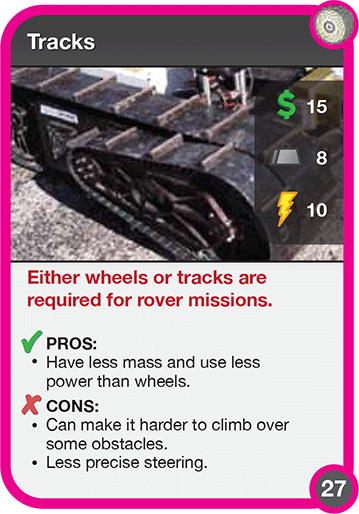 Tracks
$ 15
8
10
Either wheels or tracks are
required for rover missions.
PROS:
• Have less mass and use less
power than wheels.
CONS:
• Can make it harder to climb over
some obstacles.
• Less precise steering.
27